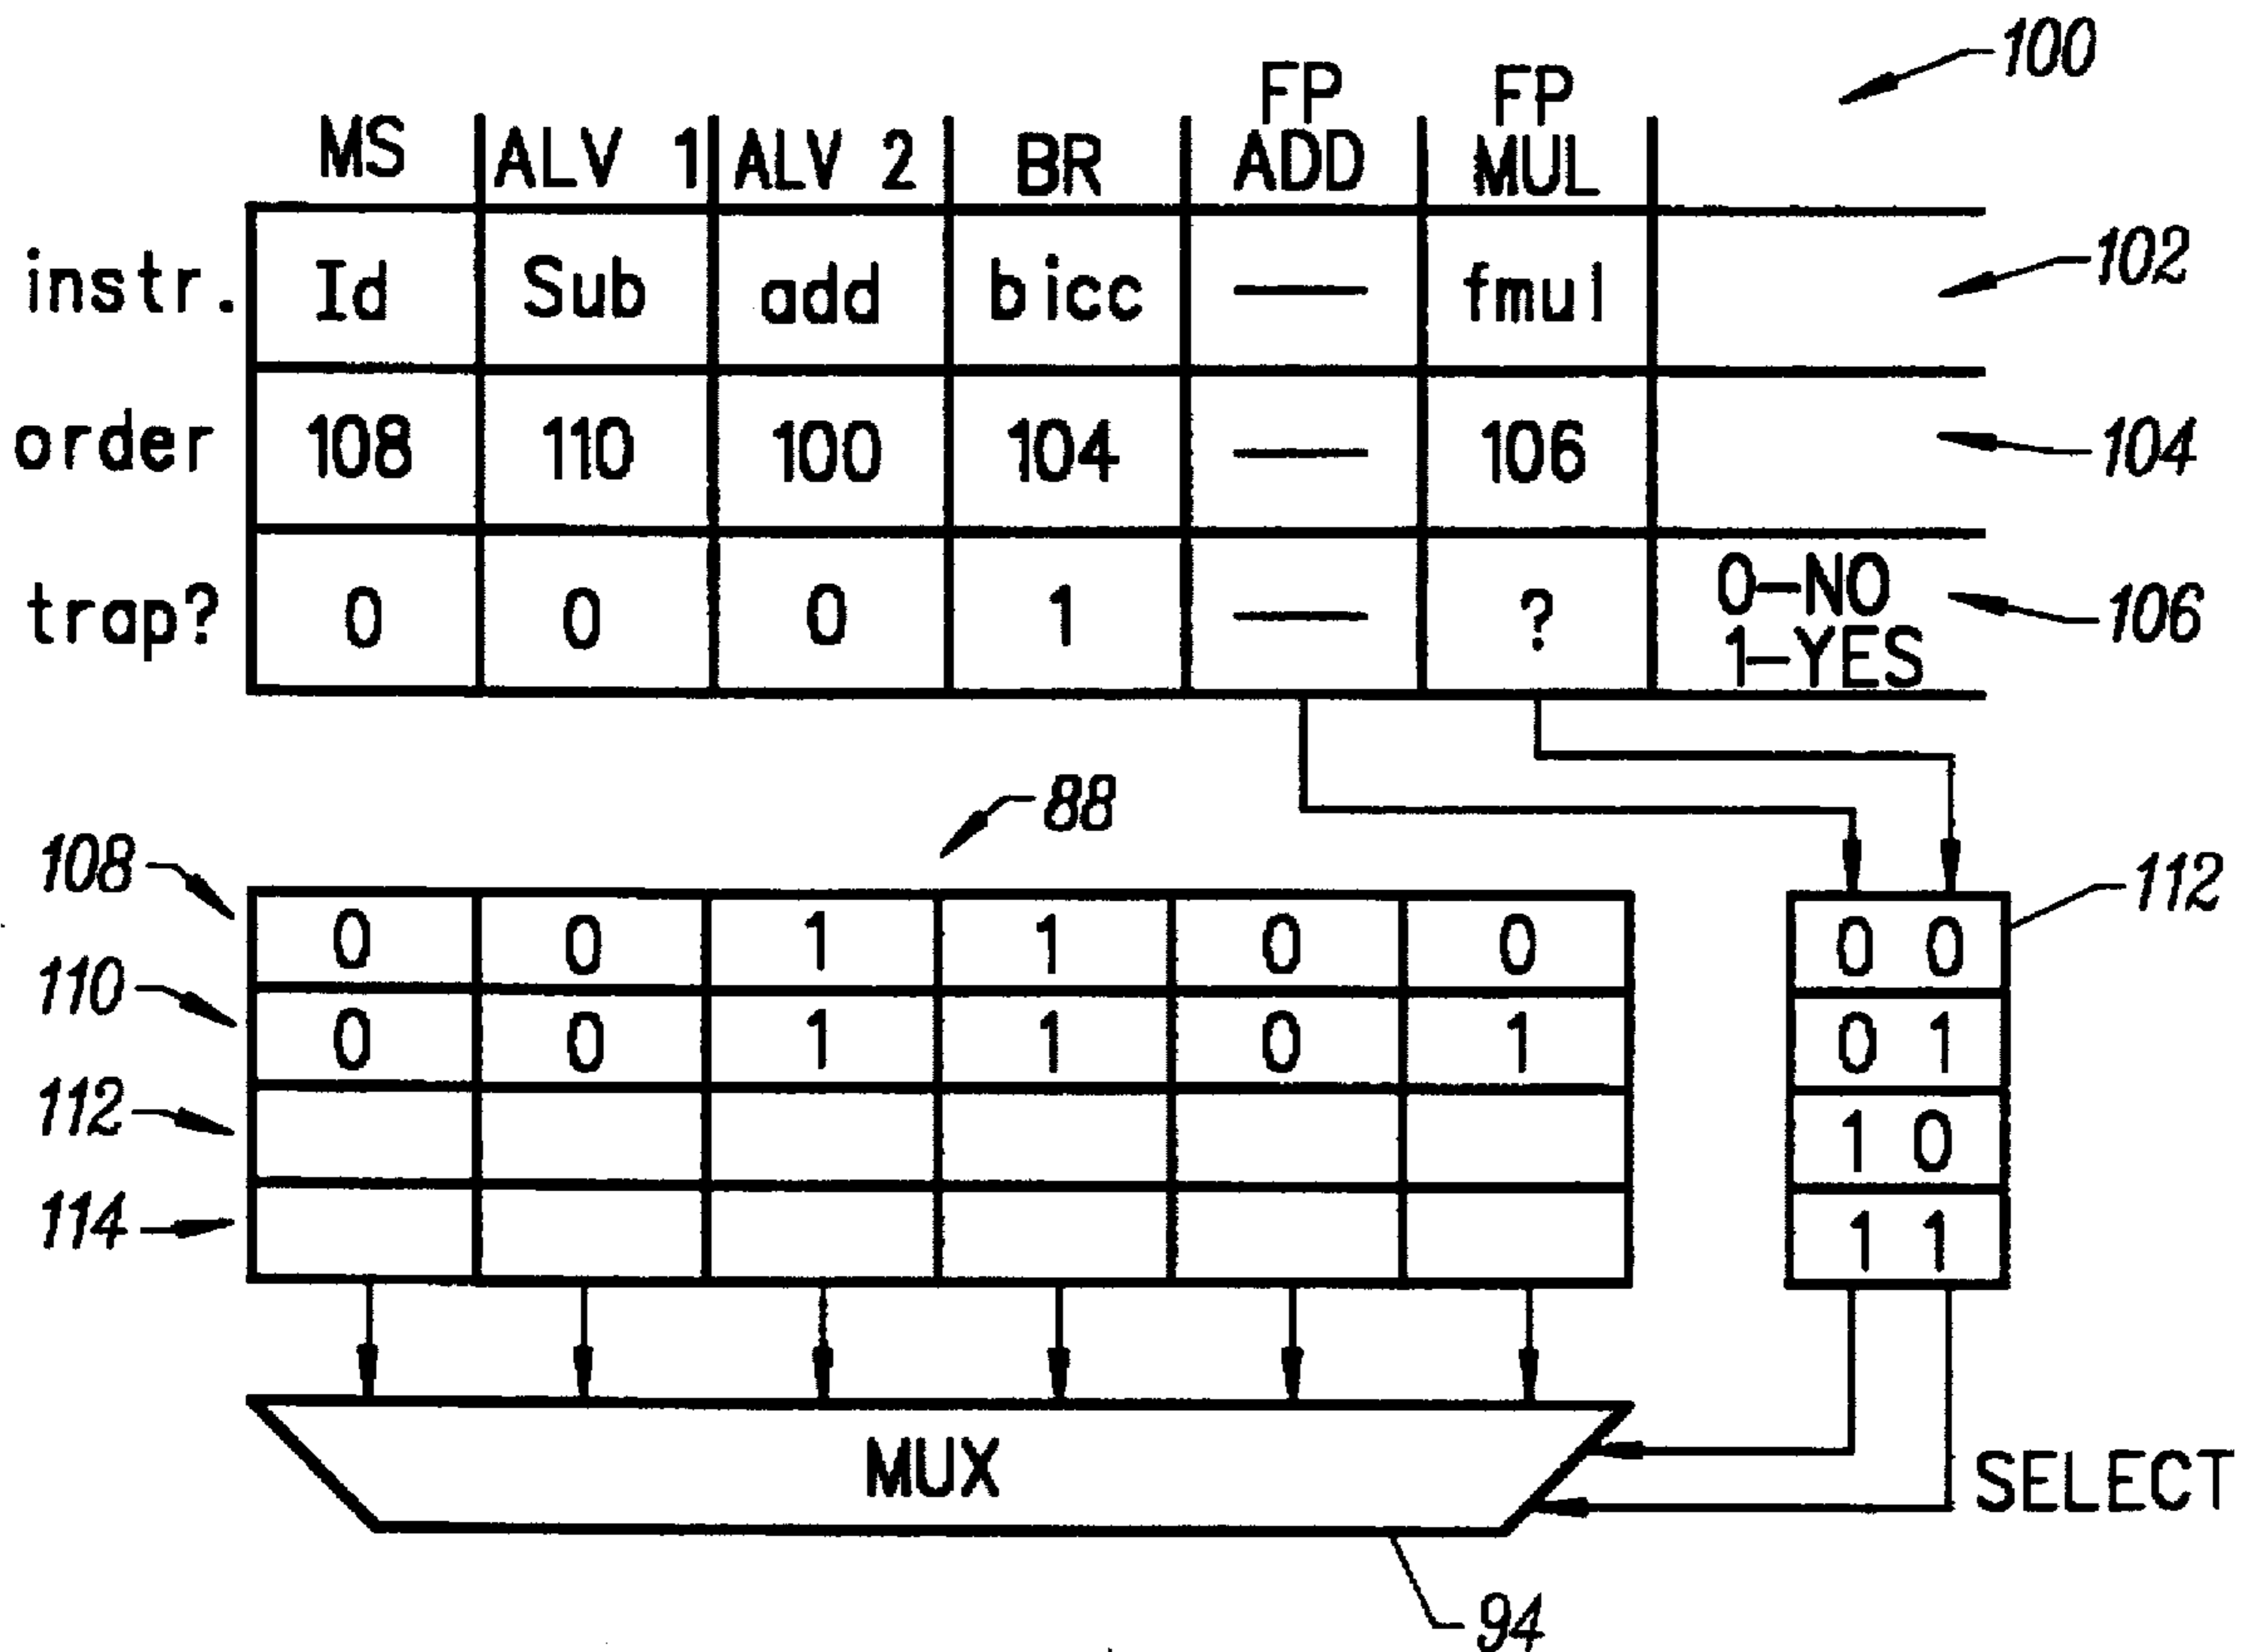 100
MS ALV 1 ALV 2 BR FP ADD FP MUL
instr. Id Sub add bicc — fmul 102
order 108 110 100 104 — 106 104
trap? 0 0 0 1 — ? 0-NO 1-YES 106
88
108 0 0 1 1 0 0 0 0 112
110 0 0 1 1 0 1 0 1
112 1 0
114 1 1
MUX
SELECT
94